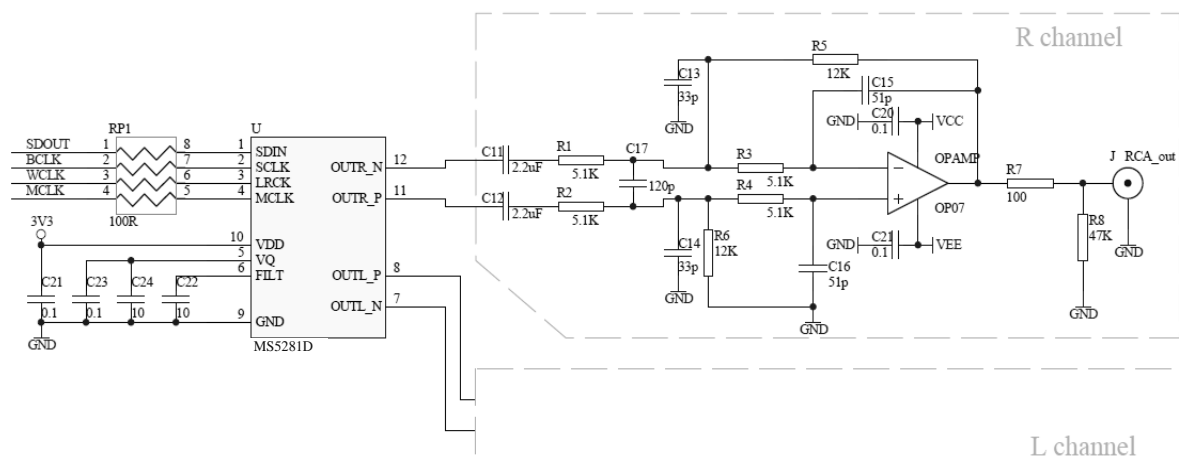 R channel
R5
12K
C13
33p
GND
C15
51p
C20
GND
0.1
VCC
RP1
U
SDOUT 1 8 1 SDIN
BCLK 2 7 2 SCLK
WCLK 3 6 3 LRCK
MCLK 4 5 4 MCLK
100R
OUTR_N 12
OUTR_P 11
C11
2.2uF
R1
5.1K
C17
120p
R3
5.1K
OPAMP
OP07
R7
100
J RCA_out
C12
2.2uF
R2
5.1K
R4
5.1K
R8
47K
GND
GND
3V3
10 VDD
5 VQ
6 FILT
9 GND
C21
0.1
C23
0.1
C24
10
C22
10
GND
OUTL_P 8
OUTL_N 7
MS5281D
C14
33p
GND
R6
12K
C16
51p
GND
GND
C21
0.1
VEE
L channel